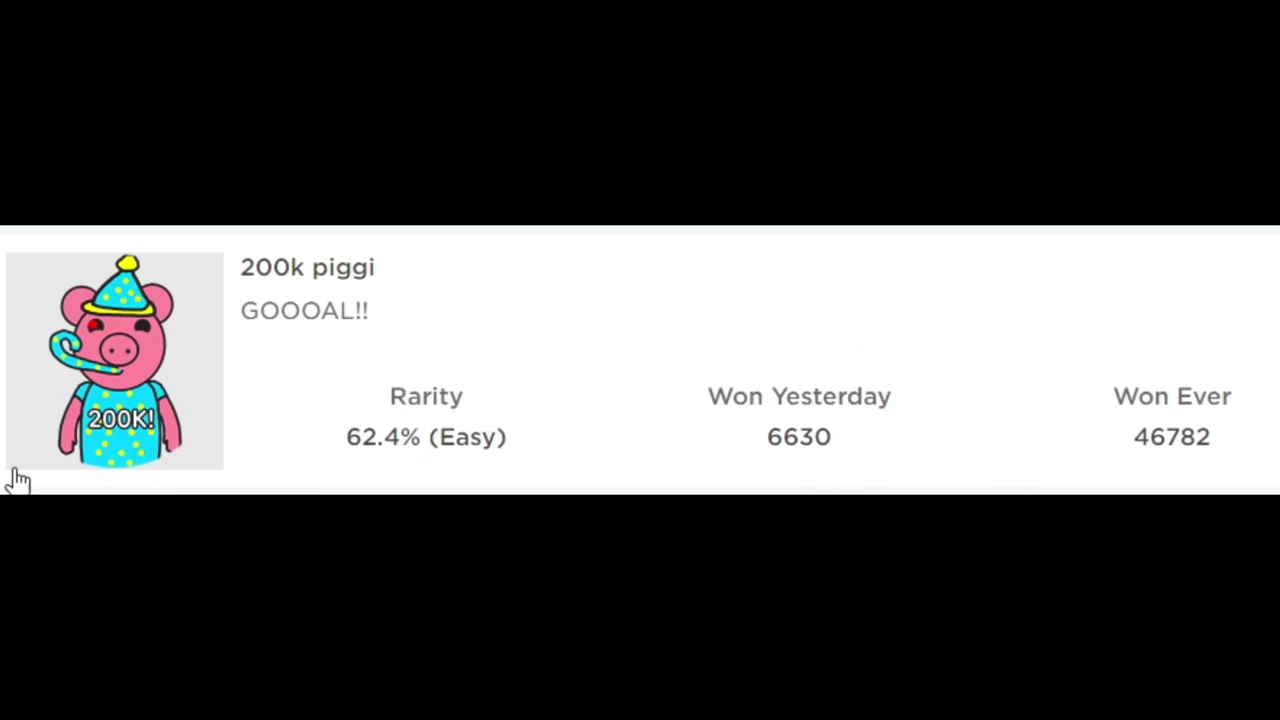 200k piggi
GOOOAL!!
200K!
Rarity
Won Yesterday
Won Ever
62.4% (Easy)
6630
46782